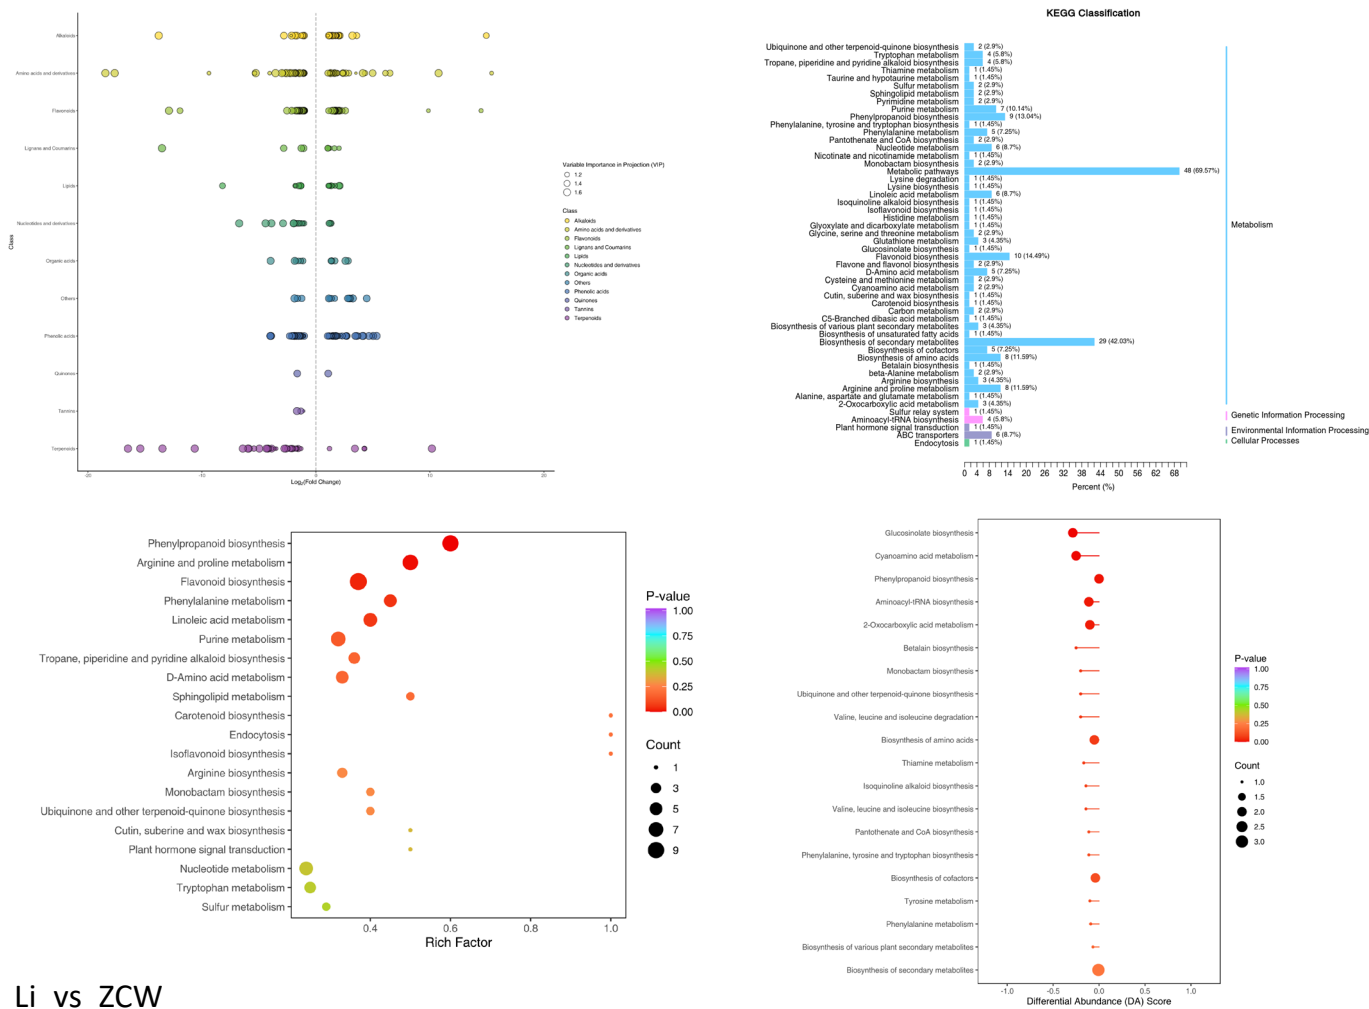 Alkaloids
Amino acids and derivatives
Flavonoids
Lignans and Coumarins
Lipids
Nucleotides and derivatives
Organic acids
Others
Phenolic acids
Quinones
Tannins
Terpenoids
Class
-20 -10 0 10 20
Log2(Fold Change)
Variable Importance in Projection (VIP)
1.2
1.4
1.6
Class
Alkaloids
Amino acids and derivatives
Flavonoids
Lignans and Coumarins
Lipids
Nucleotides and derivatives
Organic acids
Others
Phenolic acids
Quinones
Tannins
Terpenoids
KEGG Classification
Ubiquinone and other terpenoid-quinone biosynthesis 2 (2.9%)
Tryptophan metabolism 4 (5.8%)
Tropane, piperidine and pyridine alkaloid biosynthesis 4 (5.8%)
Thiamine metabolism 1 (1.45%)
Taurine and hypotaurine metabolism 1 (1.45%)
Sulfur metabolism 2 (2.9%)
Sphingolipid metabolism 2 (2.9%)
Pyrimidine metabolism 2 (2.9%)
Purine metabolism 7 (10.14%)
Phenylpropanoid biosynthesis 9 (13.04%)
Phenylalanine, tyrosine and tryptophan biosynthesis 1 (1.45%)
Phenylalanine metabolism 5 (7.25%)
Pantothenate and CoA biosynthesis 2 (2.9%)
Nucleotide metabolism 6 (8.7%)
Nicotinate and nicotinamide metabolism 1 (1.45%)
Monobactam biosynthesis 2 (2.9%)
Metabolic pathways 48 (69.57%)
Lysine degradation 1 (1.45%)
Lysine biosynthesis 1 (1.45%)
Linoleic acid metabolism 6 (8.7%)
Isoquinoline alkaloid biosynthesis 1 (1.45%)
Isoflavonoid biosynthesis 1 (1.45%)
Histidine metabolism 1 (1.45%)
Glyoxylate and dicarboxylate metabolism 1 (1.45%)
Glycine, serine and threonine metabolism 2 (2.9%)
Glutathione metabolism 3 (4.35%)
Glucosinolate biosynthesis 1 (1.45%)
Flavonoid biosynthesis 10 (14.49%)
Flavone and flavonol biosynthesis 2 (2.9%)
D-Amino acid metabolism 5 (7.25%)
Cysteine and methionine metabolism 2 (2.9%)
Cyanoamino acid metabolism 2 (2.9%)
Cutin, suberine and wax biosynthesis 1 (1.45%)
Carotenoid biosynthesis 1 (1.45%)
Carbon metabolism 2 (2.9%)
C5-Branched dibasic acid metabolism 1 (1.45%)
Biosynthesis of various plant secondary metabolites 3 (4.35%)
Biosynthesis of unsaturated fatty acids 1 (1.45%)
Biosynthesis of secondary metabolites 29 (42.03%)
Biosynthesis of cofactors 5 (7.25%)
Biosynthesis of amino acids 8 (11.59%)
Betalain biosynthesis 1 (1.45%)
beta-Alanine metabolism 2 (2.9%)
Arginine biosynthesis 3 (4.35%)
Arginine and proline metabolism 8 (11.59%)
Alanine, aspartate and glutamate metabolism 1 (1.45%)
2-Oxocarboxylic acid metabolism 3 (4.35%)
Sulfur relay system 1 (1.45%)
Aminoacyl-tRNA biosynthesis 4 (5.8%)
Plant hormone signal transduction 1 (1.45%)
ABC transporters 6 (8.7%)
Endocytosis 1 (1.45%)
Metabolism
Genetic Information Processing
Environmental Information Processing
Cellular Processes
0 4 8 14 20 26 32 38 44 50 56 62 68
Percent (%)
Phenylpropanoid biosynthesis
Arginine and proline metabolism
Flavonoid biosynthesis
Phenylalanine metabolism
Linoleic acid metabolism
Purine metabolism
Tropane, piperidine and pyridine alkaloid biosynthesis
D-Amino acid metabolism
Sphingolipid metabolism
Carotenoid biosynthesis
Endocytosis
Isoflavonoid biosynthesis
Arginine biosynthesis
Monobactam biosynthesis
Ubiquinone and other terpenoid-quinone biosynthesis
Cutin, suberine and wax biosynthesis
Plant hormone signal transduction
Nucleotide metabolism
Tryptophan metabolism
Sulfur metabolism
0.4 0.6 0.8 1.0
Rich Factor
P-value
1.00
0.75
0.50
0.25
0.00
Count
1
3
5
7
9
Glucosinolate biosynthesis
Cyanoamino acid metabolism
Phenylpropanoid biosynthesis
Aminoacyl-tRNA biosynthesis
2-Oxocarboxylic acid metabolism
Betalain biosynthesis
Monobactam biosynthesis
Ubiquinone and other terpenoid-quinone biosynthesis
Valine, leucine and isoleucine degradation
Biosynthesis of amino acids
Thiamine metabolism
Isoquinoline alkaloid biosynthesis
Valine, leucine and isoleucine biosynthesis
Pantothenate and CoA biosynthesis
Phenylalanine, tyrosine and tryptophan biosynthesis
Biosynthesis of cofactors
Tyrosine metabolism
Phenylalanine metabolism
Biosynthesis of various plant secondary metabolites
Biosynthesis of secondary metabolites
-1.0 -0.5 0.0 0.5 1.0
Differential Abundance (DA) Score
P-value
1.00
0.75
0.50
0.25
0.00
Count
1.0
1.5
2.0
2.5
3.0
Li vs ZCW